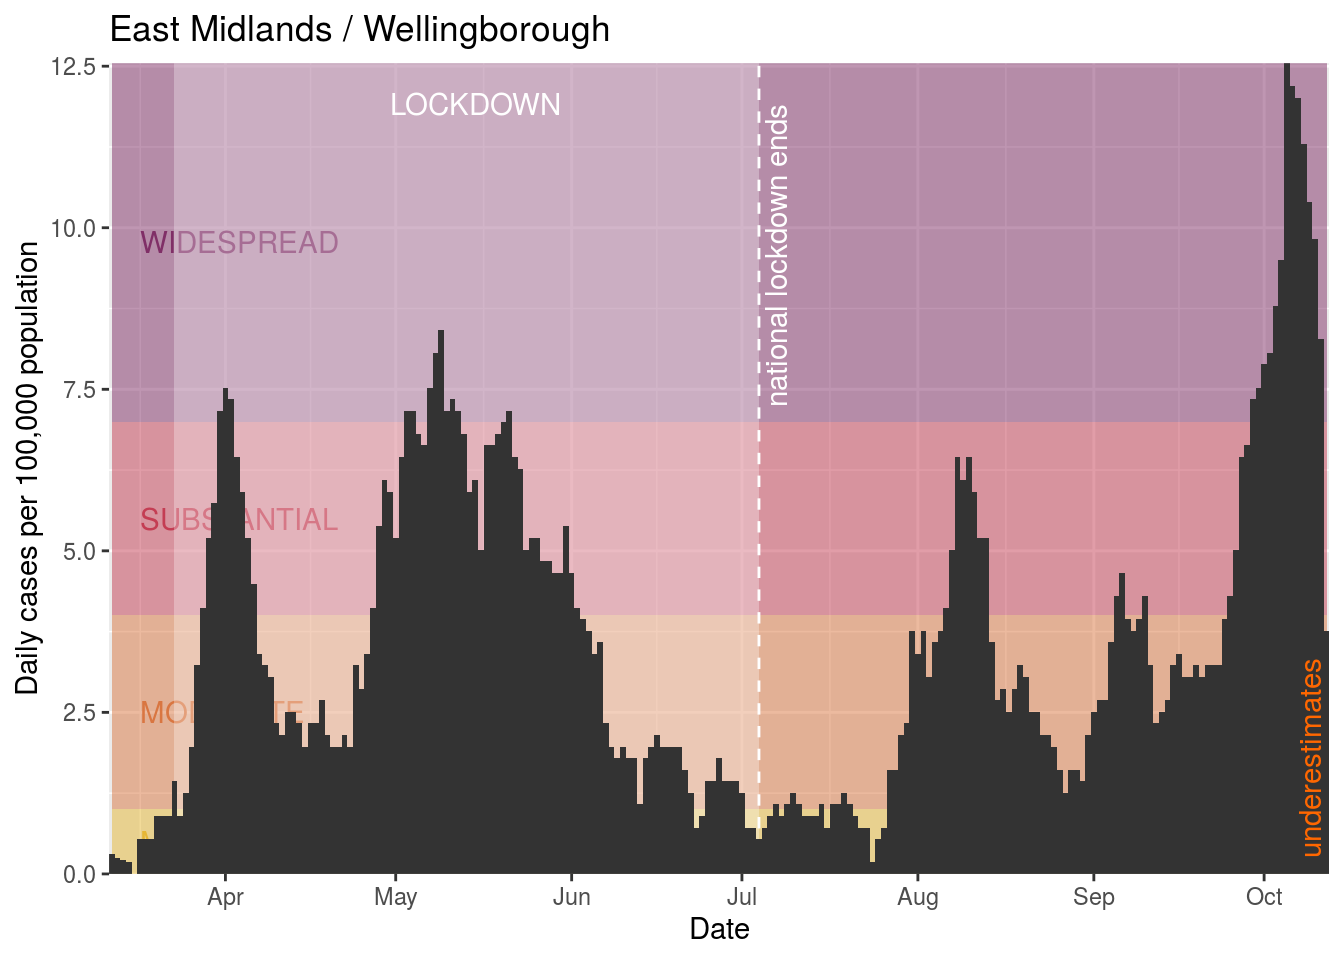 East Midlands / Wellingborough
Daily cases per 100,000 population
12.5
10.0
7.5
5.0
2.5
0.0
LOCKDOWN
national lockdown ends
WIDESPREAD
SUBSTANTIAL
underestimates
Apr
May
Jun
Jul
Aug
Sep
Oct
Date